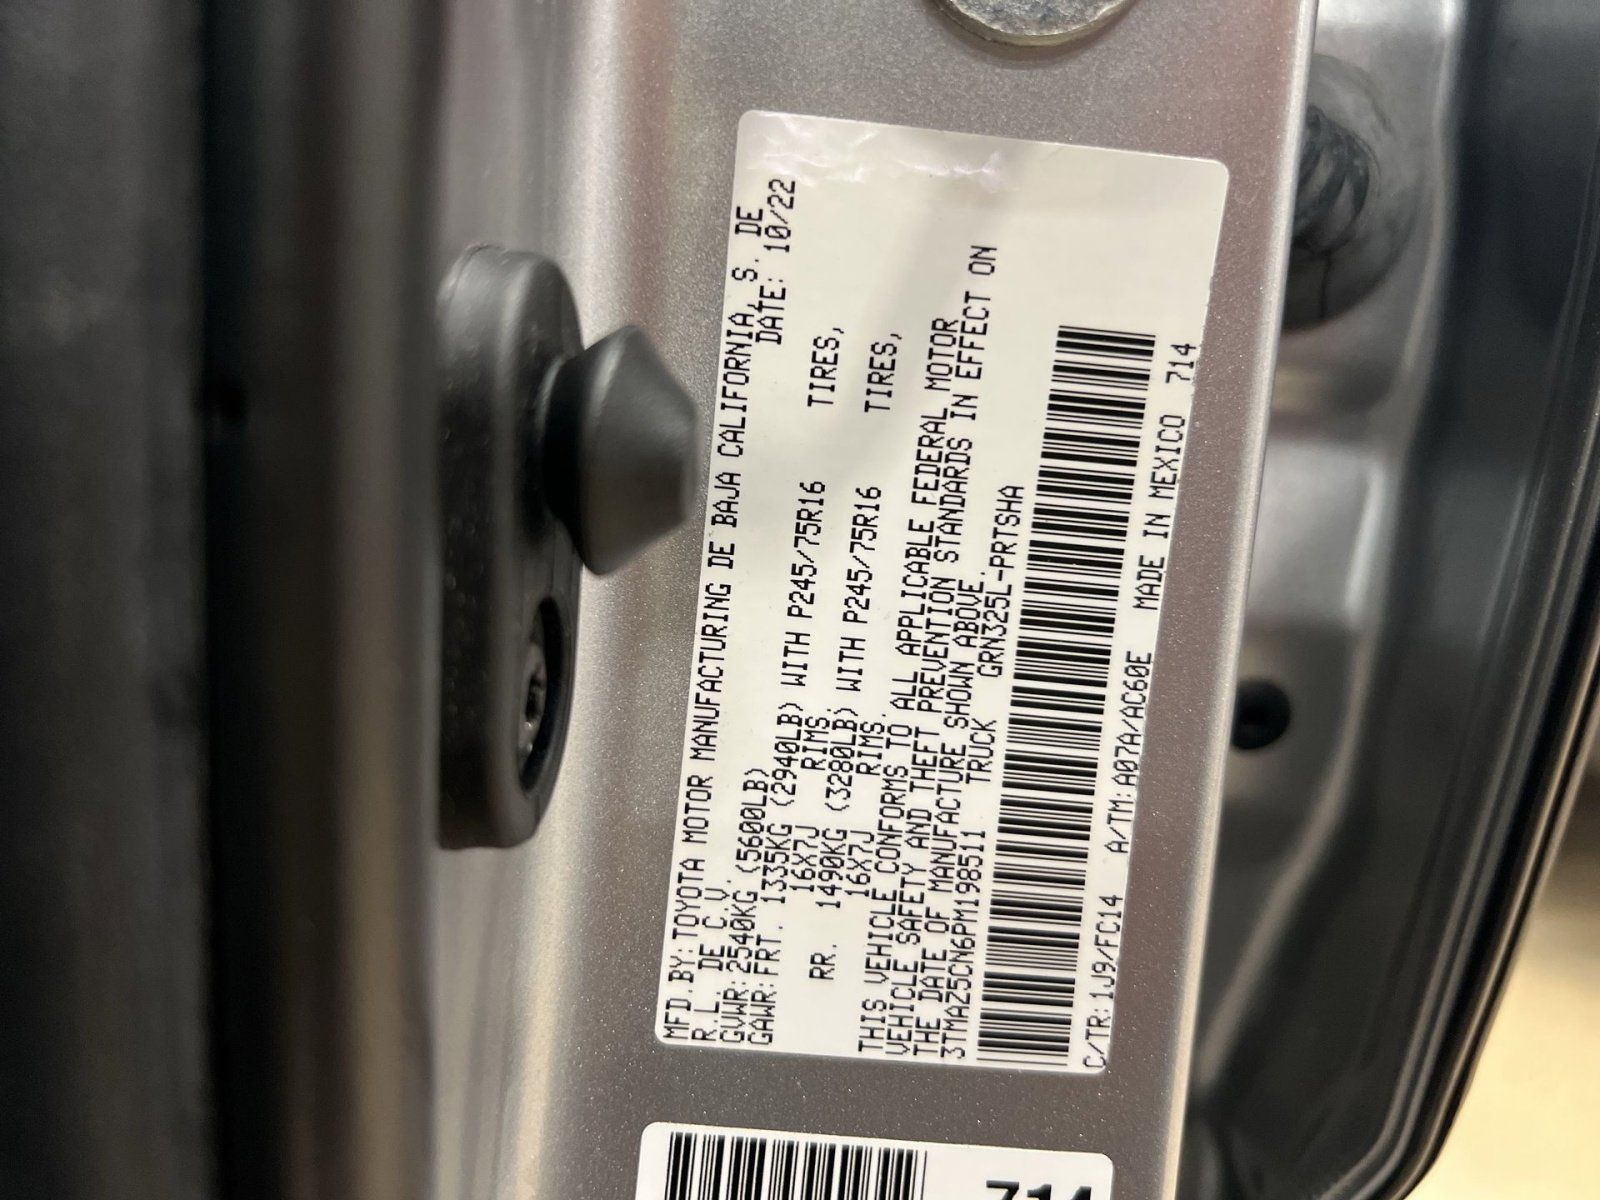 MFD.BY:TOYOTA MOTOR MANUFACTURING DE BAJA CALIFORNIA, S. DE
R.L. DE C.V. DATE: 10/22
GVWR:2540KG (5600LB)
GAWR:FRT. 1335KG (2940LB) WITH P245/75R16 TIRES,
16X7J RIMS,
RR. 1490KG (3280LB) WITH P245/75R16 TIRES,
16X7J RIMS.
THIS VEHICLE CONFORMS TO ALL APPLICABLE FEDERAL MOTOR
VEHICLE SAFETY AND THEFT PREVENTION STANDARDS IN EFFECT ON
THE DATE OF MANUFACTURE SHOWN ABOVE.
3TMAZ5CN6PM198511 TRUCK GRN325L-PRTSHA
C/TR:1J9/FC14 A/TM:A07A/AC60E MADE IN MEXICO 714
714